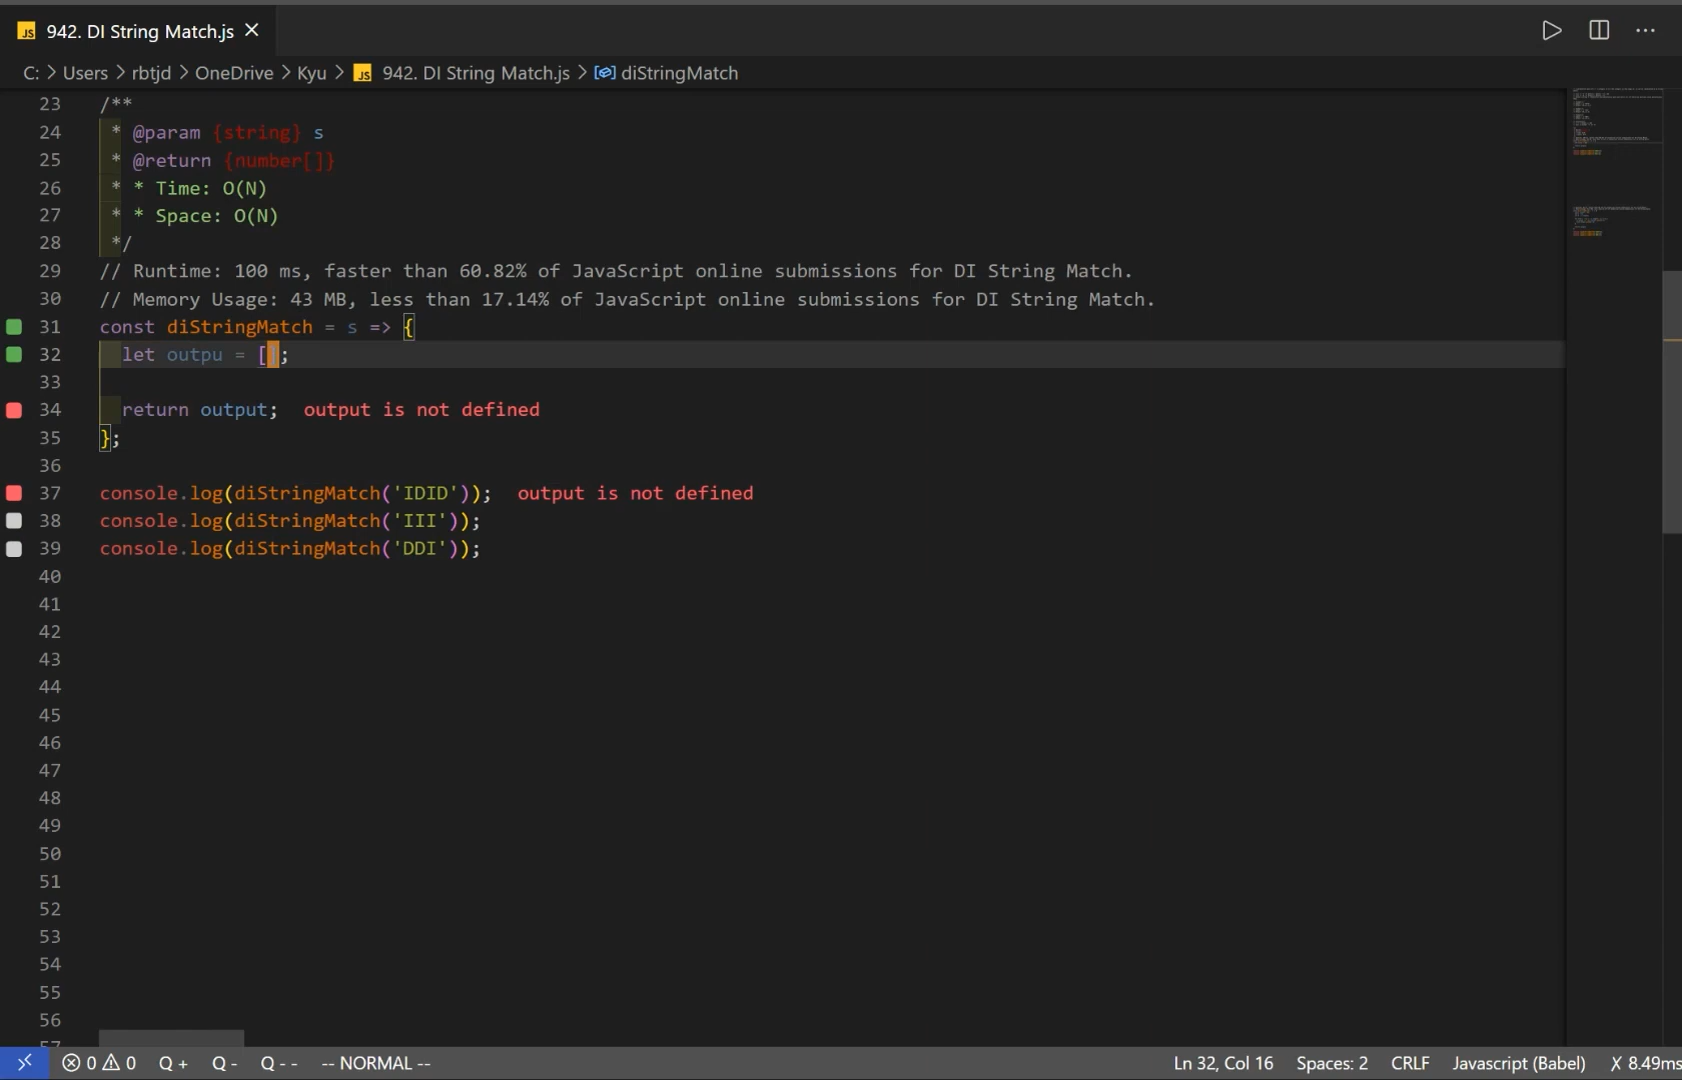 JS 942. DI String Match.js
C: > Users > rbtjd > OneDrive > Kyu > JS 942. DI String Match.js > diStringMatch
23 /**
24 * @param {string} s
25 * @return {number[]}
26 * * Time: O(N)
27 * * Space: O(N)
28 */
29 // Runtime: 100 ms, faster than 60.82% of JavaScript online submissions for DI String Match.
30 // Memory Usage: 43 MB, less than 17.14% of JavaScript online submissions for DI String Match.
31 const diStringMatch = s => {
32 let outpu = [];
33
34 return output; output is not defined
35 };
36
37 console.log(diStringMatch('IDID')); output is not defined
38 console.log(diStringMatch('III'));
39 console.log(diStringMatch('DDI'));
40
41
42
43
44
45
46
47
48
49
50
51
52
53
54
55
56
0 0 Q + Q - Q - - -- NORMAL -- Ln 32, Col 16 Spaces: 2 CRLF Javascript (Babel) X 8.49ms